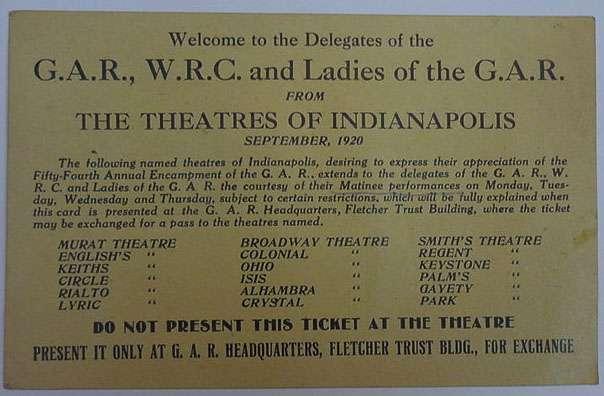 Welcome to the Delegates of the
G.A.R., W.R.C. and Ladies of the G.A.R.
FROM
THE THEATRES OF INDIANAPOLIS
SEPTEMBER, 1920
The following named theatres of Indianapolis, desiring to express their appreciation of the
Fifty-Fourth Annual Encampment of the G. A. R., extends to the delegates of the G. A. R., W.
R. C. and Ladies of the G. A. R. the courtesy of their Matinee performances on Monday, Tues-
day, Wednesday and Thursday, subject to certain restrictions, which will be fully explained when
this card is presented at the G. A. R. Headquarters, Fletcher Trust Building, where the ticket
may be exchanged for a pass to the theatres named.
MURAT THEATRE BROADWAY THEATRE SMITH'S THEATRE
ENGLISH'S " COLONIAL " REGENT "
KEITHS " OHIO " KEYSTONE "
CIRCLE " ISIS " PALM'S "
RIALTO " ALHAMBRA " GAYETY "
LYRIC " CRYSTAL " PARK "
DO NOT PRESENT THIS TICKET AT THE THEATRE
PRESENT IT ONLY AT G. A. R. HEADQUARTERS, FLETCHER TRUST BLDG., FOR EXCHANGE